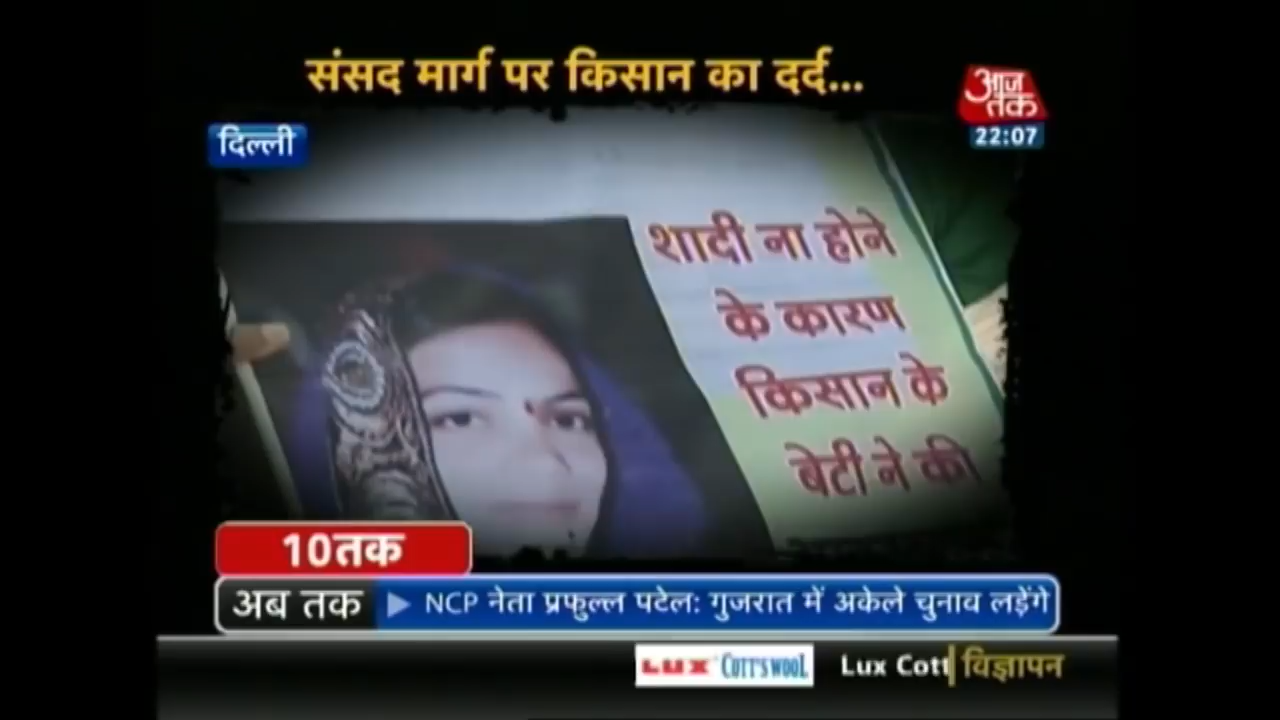 संसद मार्ग पर किसान का दर्द...
आज
तक
22:07
दिल्ली
शादी ना होने
के कारण
किसान के
बेटी ने की
10तक
अब तक
NCP नेता प्रफुल्ल पटेल: गुजरात में अकेले चुनाव लड़ेंगे
LUX COTT'S WOOL
Lux Cott
विज्ञापन